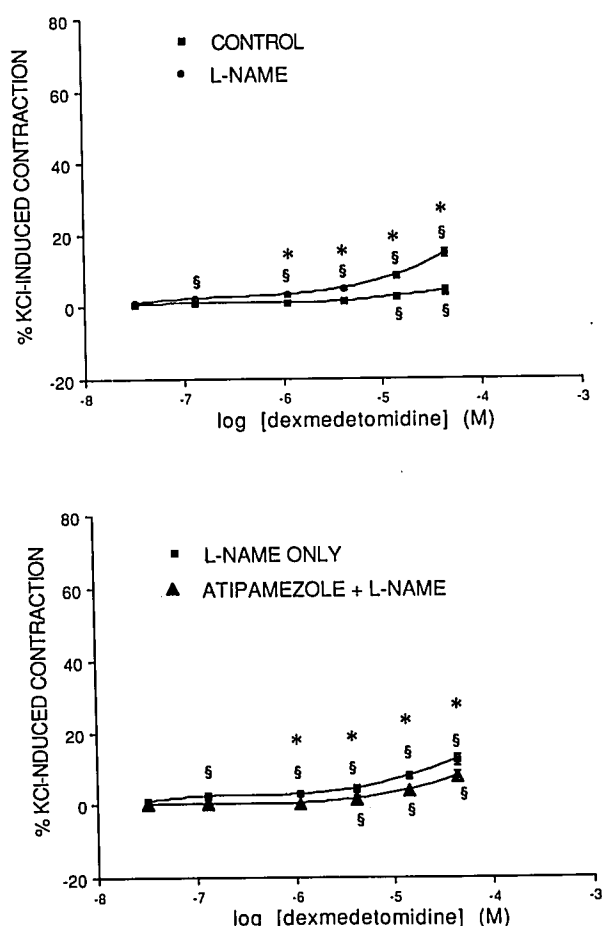 80
60
40
20
0
-20
% KCl-INDUCED CONTRACTION
CONTROL
L-NAME
* * * *
§ § § § §
§ §
-8 -7 -6 -5 -4 -3
log [dexmedetomidine] (M)
80
60
40
20
0
-20
% KCl-NDUCED CONTRACTION
L-NAME ONLY
ATIPAMEZOLE + L-NAME
* * * *
§ § § § §
§ § §
-8 -7 -6 -5 -4 -3
log [dexmedetomidine] (M)